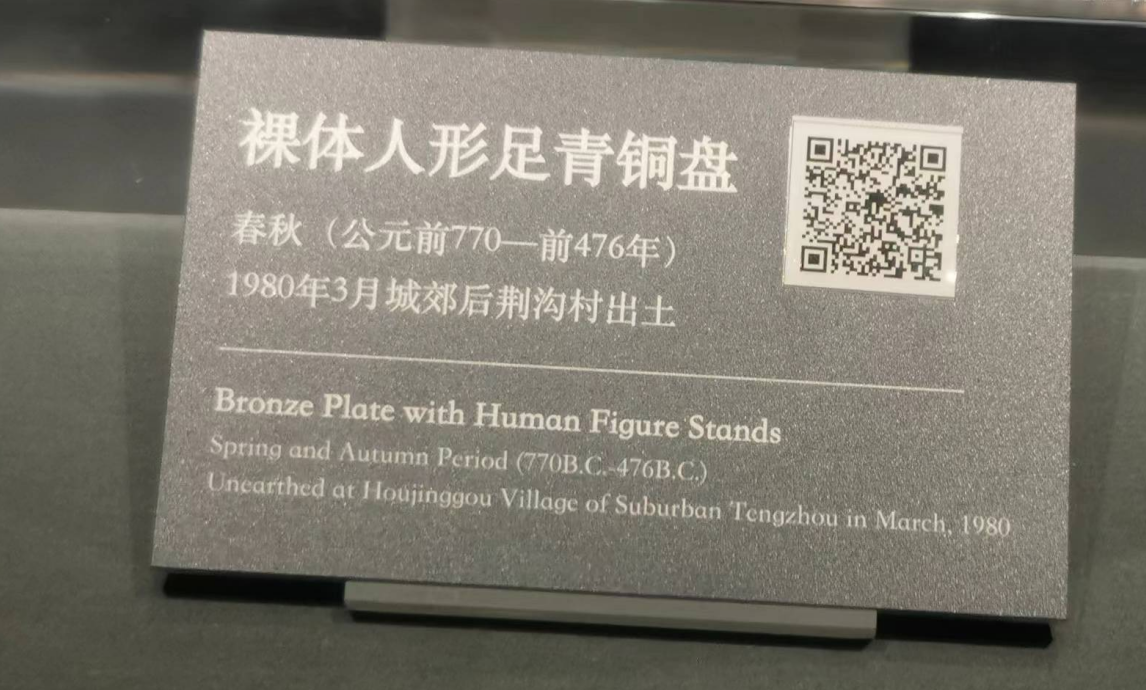 裸体人形足青铜盘
春秋（公元前770—前476年）
1980年3月城郊后荆沟村出土
Bronze Plate with Human Figure Stands
Spring and Autumn Period (770B.C.-476B.C.)
Unearthed at Houjinggou Village of Suburban Tengzhou in March, 1980